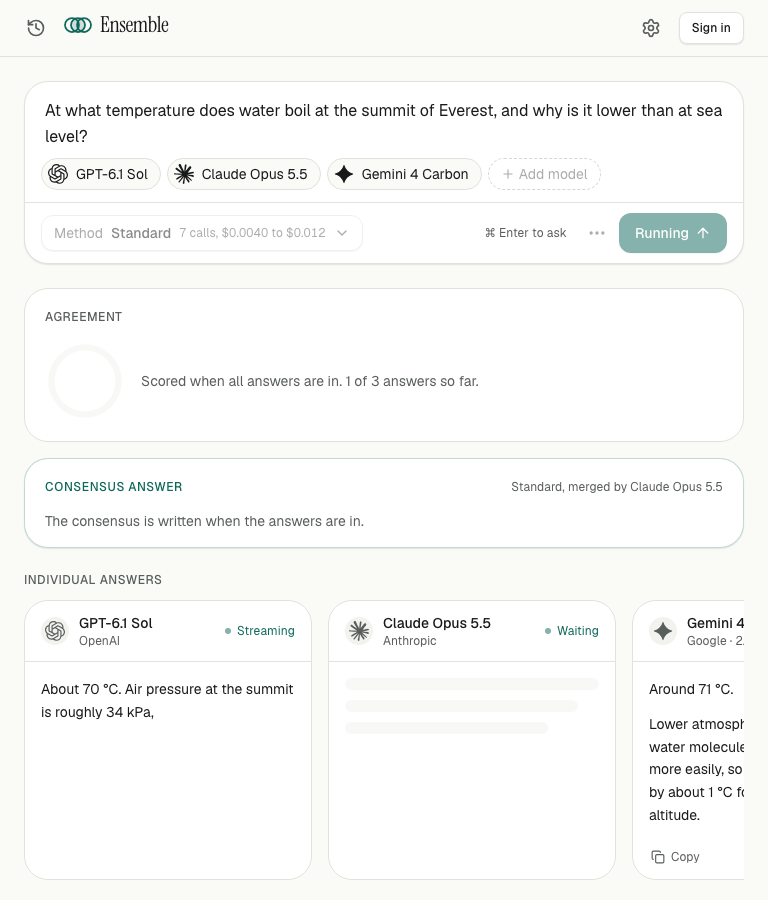 Ensemble
Sign in
At what temperature does water boil at the summit of Everest, and why is it lower than at sea
level?
GPT-6.1 Sol
Claude Opus 5.5
Gemini 4 Carbon
+ Add model
Method Standard 7 calls, $0.0040 to $0.012
⌘ Enter to ask
Running
AGREEMENT
Scored when all answers are in. 1 of 3 answers so far.
CONSENSUS ANSWER
Standard, merged by Claude Opus 5.5
The consensus is written when the answers are in.
INDIVIDUAL ANSWERS
GPT-6.1 Sol
OpenAI
Streaming
About 70 °C. Air pressure at the summit
is roughly 34 kPa,
Claude Opus 5.5
Anthropic
Waiting
Gemini 4
Google · 2.
Around 71 °C.
Lower atmosph
water molecule
more easily, so
by about 1 °C fo
altitude.
Copy